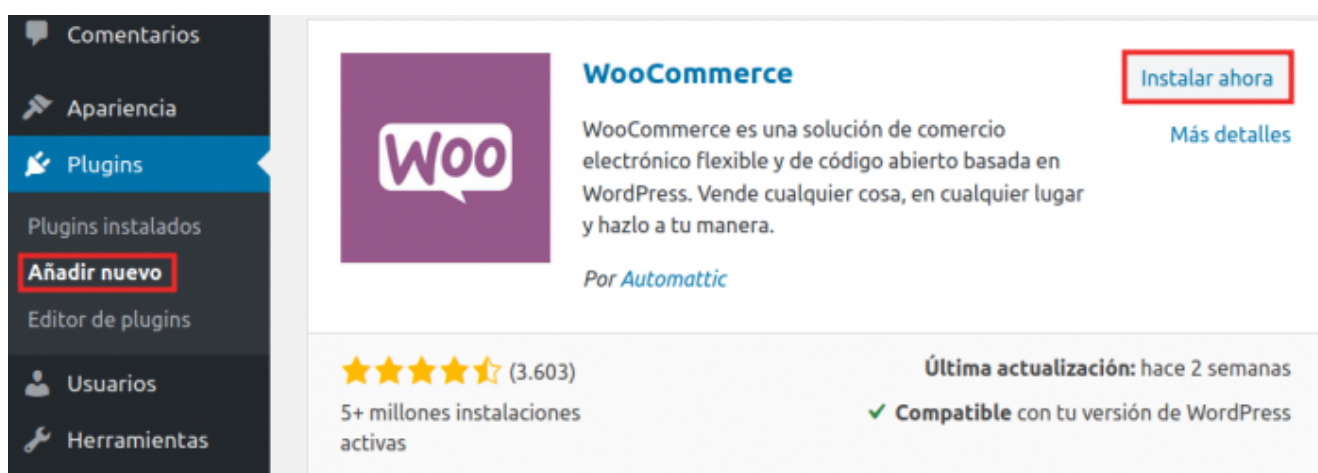 Comentarios
Apariencia
Plugins
Plugins instalados
Añadir nuevo
Editor de plugins
Usuarios
Herramientas
Woo
WooCommerce
Instalar ahora
WooCommerce es una solución de comercio
electrónico flexible y de código abierto basada en
WordPress. Vende cualquier cosa, en cualquier lugar
y hazlo a tu manera.
Más detalles
Por Automattic
(3.603)
5+ millones instalaciones
activas
Última actualización: hace 2 semanas
✓ Compatible con tu versión de WordPress